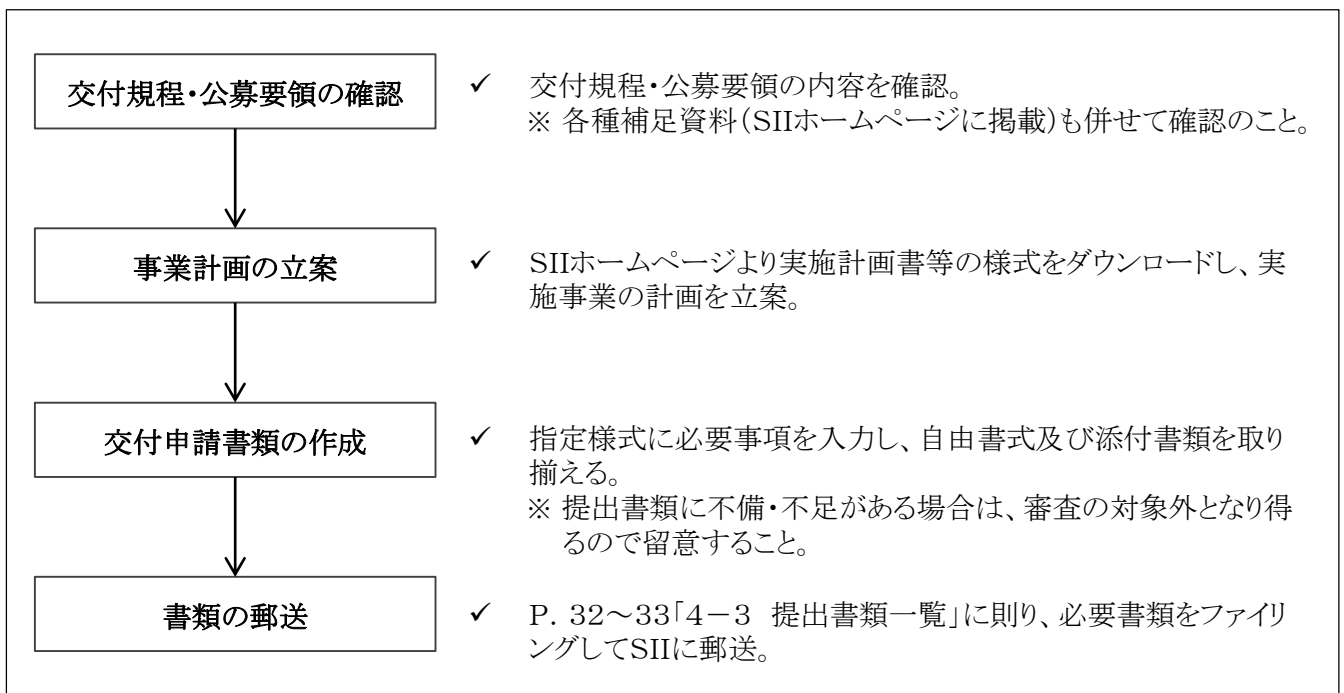 交付規程・公募要領の確認
✓ 交付規程・公募要領の内容を確認。
※ 各種補足資料(SIIホームページに掲載)も併せて確認のこと。
事業計画の立案
✓ SIIホームページより実施計画書等の様式をダウンロードし、実
施事業の計画を立案。
交付申請書類の作成
✓ 指定様式に必要事項を入力し、自由書式及び添付書類を取り
揃える。
※ 提出書類に不備・不足がある場合は、審査の対象外となり得
るので留意すること。
書類の郵送
✓ P. 32~33「4-3 提出書類一覧」に則り、必要書類をファイリ
ングしてSIIに郵送。